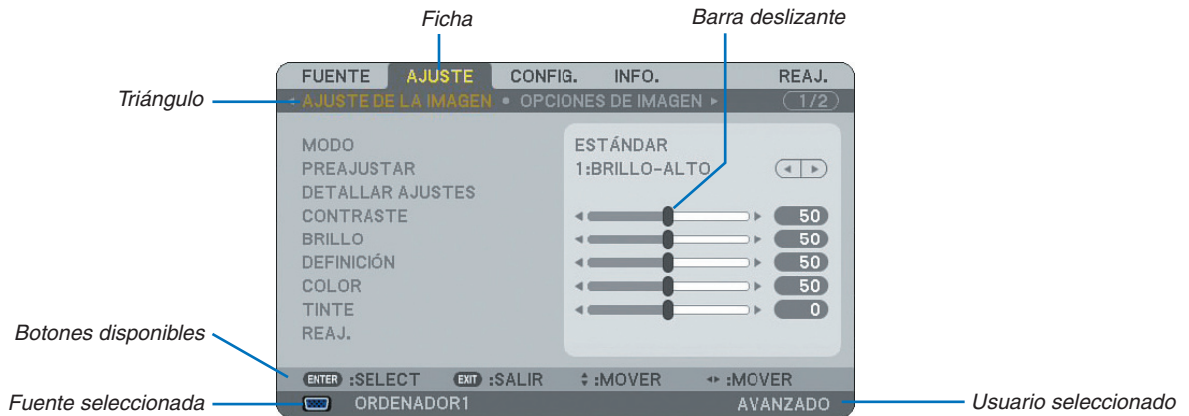 Ficha
Barra deslizante
FUENTE AJUSTE CONFIG. INFO. REAJ.
Triángulo
AJUSTE DE LA IMAGEN • OPCIONES DE IMAGEN 1/2
MODO ESTÁNDAR
PREAJUSTAR 1:BRILLO-ALTO
DETALLAR AJUSTES
CONTRASTE 50
BRILLO 50
DEFINICIÓN 50
COLOR 50
TINTE 0
REAJ.
Botones disponibles
ENTER :SELECT EXIT :SALIR :MOVER :MOVER
Fuente seleccionada
ORDENADOR1 AVANZADO
Usuario seleccionado